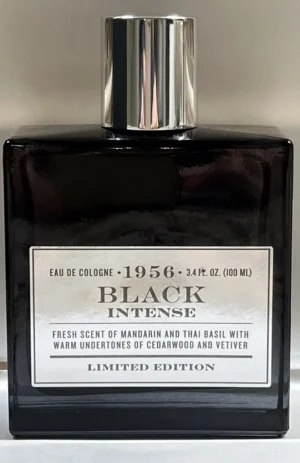 EAU DE COLOGNE • 1956 • 3.4 FL. OZ. (100 ML)
BLACK
INTENSE
FRESH SCENT OF MANDARIN AND THAI BASIL WITH
WARM UNDERTONES OF CEDARWOOD AND VETIVER
LIMITED EDITION